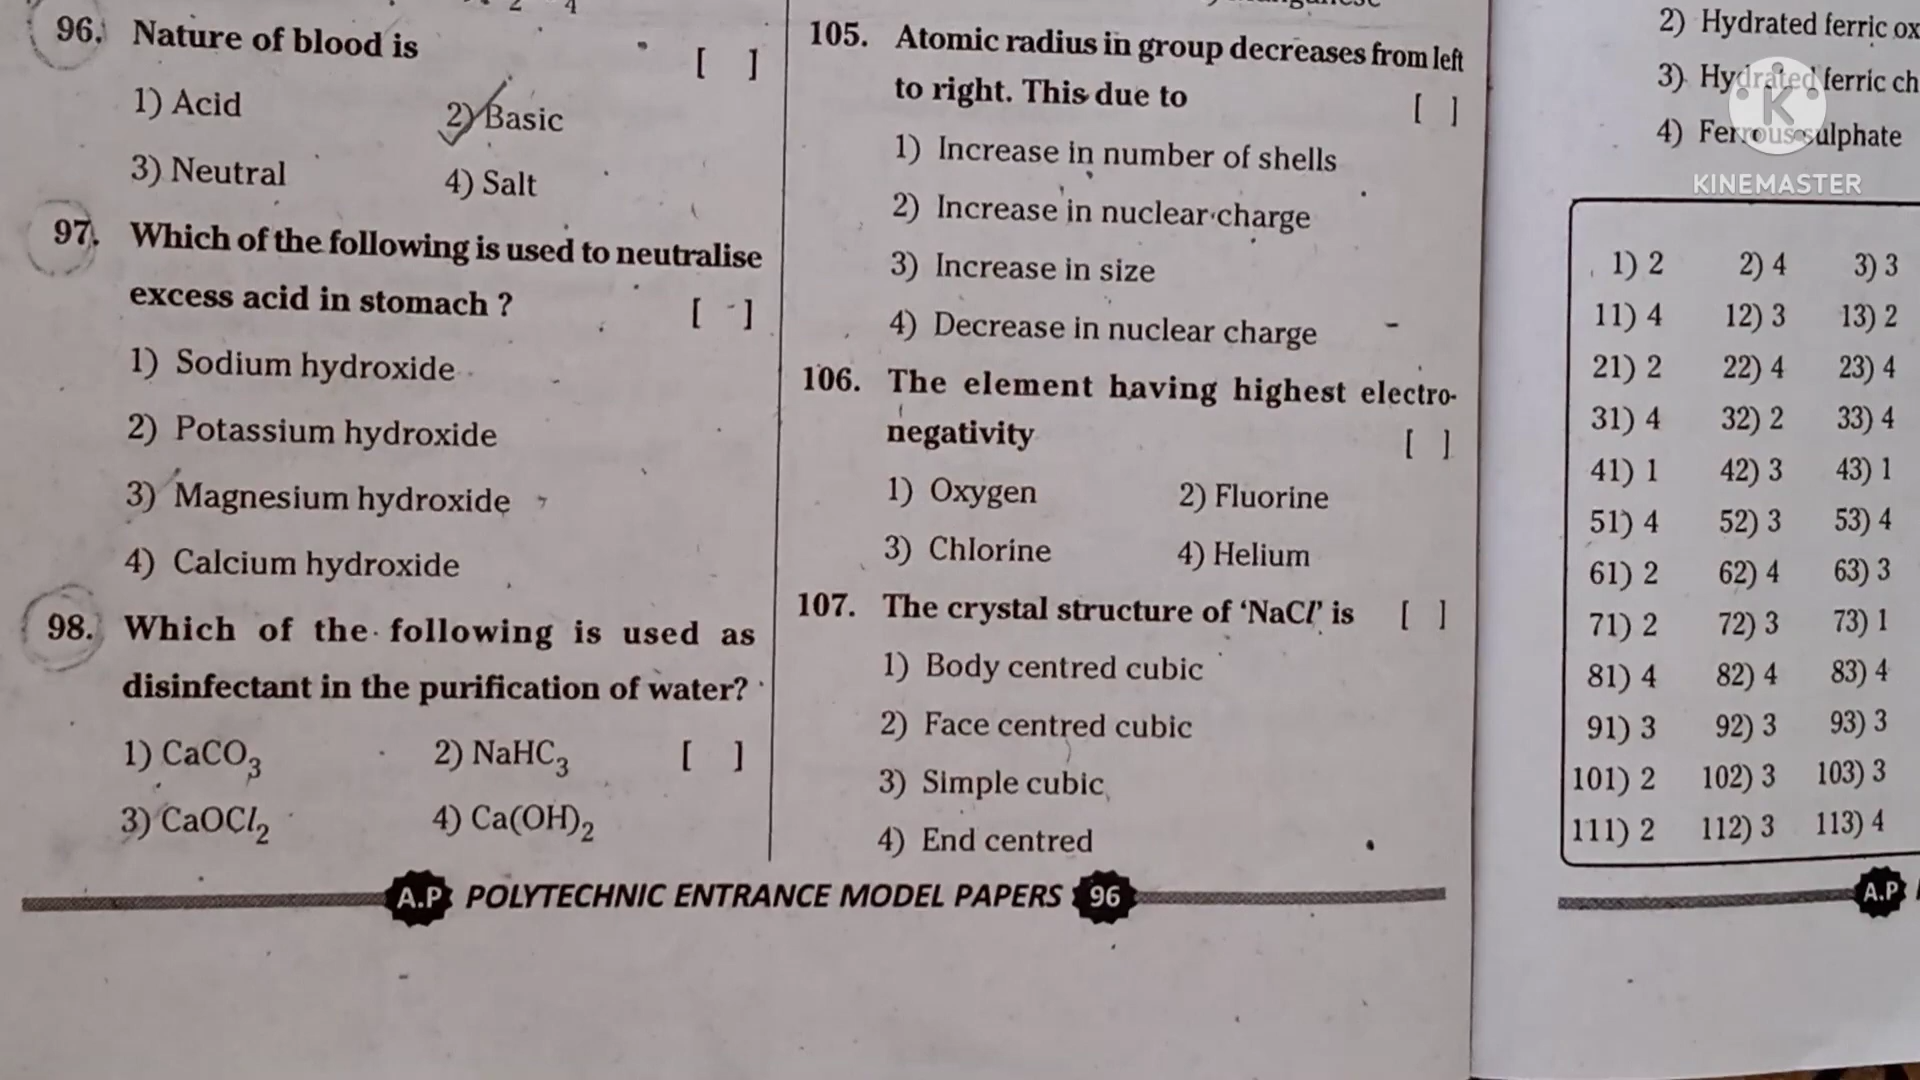 96. Nature of blood is [ ]
1) Acid 2) Basic
3) Neutral 4) Salt
97. Which of the following is used to neutralise
excess acid in stomach ? [ ]
1) Sodium hydroxide
2) Potassium hydroxide
3) Magnesium hydroxide
4) Calcium hydroxide
98. Which of the following is used as
disinfectant in the purification of water?
1) CaCO3 2) NaHC3 [ ]
3) CaOCl2 4) Ca(OH)2
105. Atomic radius in group decreases from left
to right. This due to [ ]
1) Increase in number of shells
2) Increase in nuclear charge
3) Increase in size
4) Decrease in nuclear charge
106. The element having highest electro-
negativity [ ]
1) Oxygen 2) Fluorine
3) Chlorine 4) Helium
107. The crystal structure of ‘NaCl’ is [ ]
1) Body centred cubic
2) Face centred cubic
3) Simple cubic
4) End centred
A.P POLYTECHNIC ENTRANCE MODEL PAPERS 96
2) Hydrated ferric
3) Hydrated ferric
4) Ferrous sulphate
K
KINEMASTER
1) 2 2) 4 3) 3
11) 4 12) 3 13) 2
21) 2 22) 4 23) 4
31) 4 32) 2 33) 4
41) 1 42) 3 43) 1
51) 4 52) 3 53) 4
61) 2 62) 4 63) 3
71) 2 72) 3 73) 1
81) 4 82) 4 83) 4
91) 3 92) 3 93) 3
101) 2 102) 3 103) 3
111) 2 112) 3 113) 4
A.P